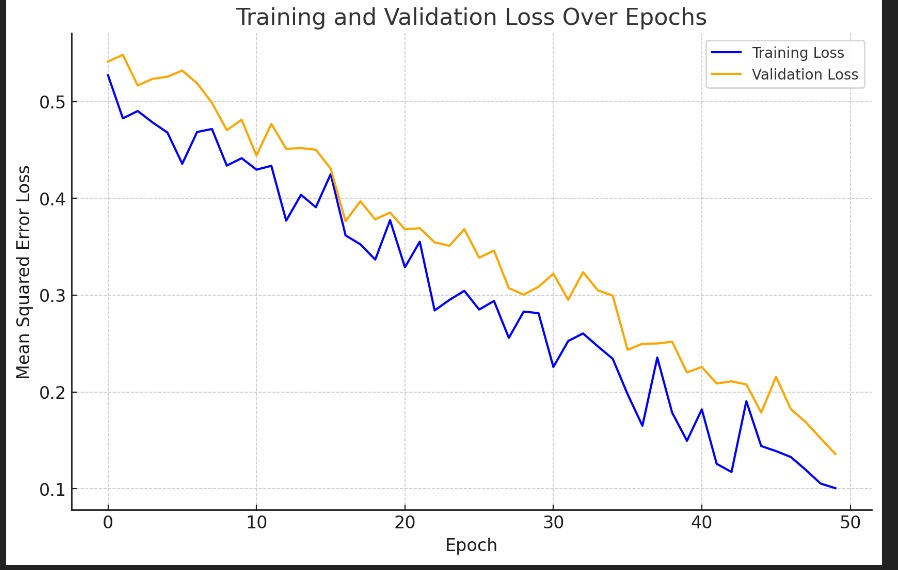 Training and Validation Loss Over Epochs
Training Loss
Validation Loss
Mean Squared Error Loss
0.5
0.4
0.3
0.2
0.1
0 10 20 30 40 50
Epoch